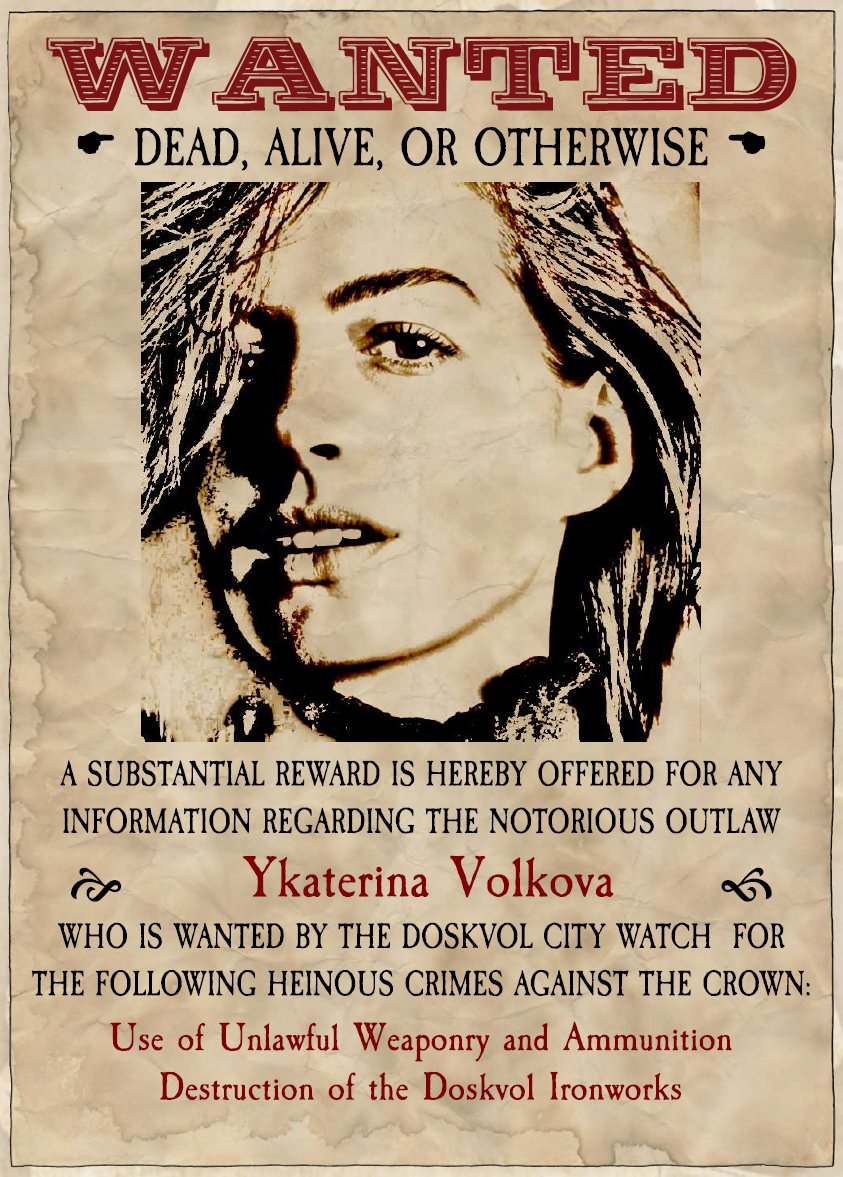 WANTED
DEAD, ALIVE, OR OTHERWISE
A SUBSTANTIAL REWARD IS HEREBY OFFERED FOR ANY
INFORMATION REGARDING THE NOTORIOUS OUTLAW
Ykaterina Volkova
WHO IS WANTED BY THE DOSKVOL CITY WATCH FOR
THE FOLLOWING HEINOUS CRIMES AGAINST THE CROWN:
Use of Unlawful Weaponry and Ammunition
Destruction of the Doskvol Ironworks